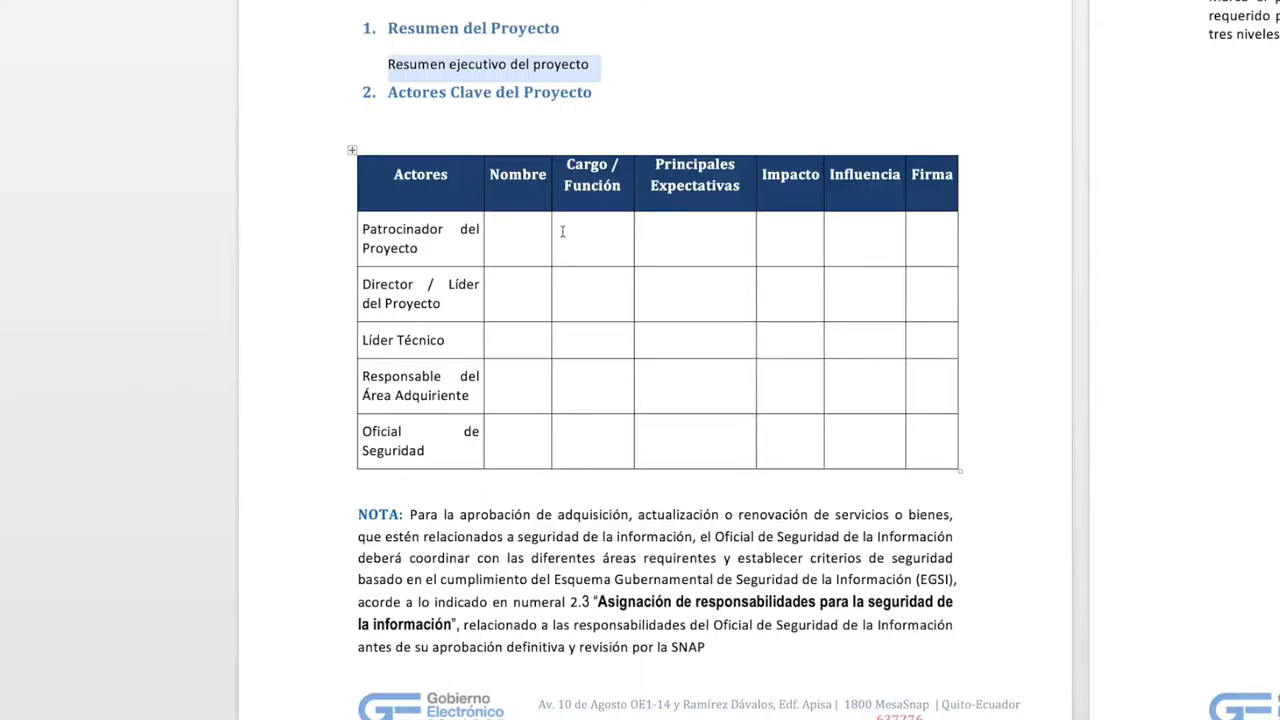 1. Resumen del Proyecto
Resumen ejecutivo del proyecto
2. Actores Clave del Proyecto
Actores Nombre Cargo / Función Principales Expectativas Impacto Influencia Firma
Patrocinador del
Proyecto
Director / Líder
del Proyecto
Líder Técnico
Responsable del
Área Adquiriente
Oficial de
Seguridad
NOTA: Para la aprobación de adquisición, actualización o renovación de servicios o bienes,
que estén relacionados a seguridad de la información, el Oficial de Seguridad de la Información
deberá coordinar con las diferentes áreas requirentes y establecer criterios de seguridad
basado en el cumplimiento del Esquema Gubernamental de Seguridad de la Información (EGSI),
acorde a lo indicado en numeral 2.3 “Asignación de responsabilidades para la seguridad de
la información”, relacionado a las responsabilidades del Oficial de Seguridad de la Información
antes de su aprobación definitiva y revisión por la SNAP
Gobierno
Electrónico
Av. 10 de Agosto OE1-14 y Ramírez Dávalos, Edf. Apisa | 1800 MesaSnap | Quito-Ecuador
637276
requerido p
tres niveles